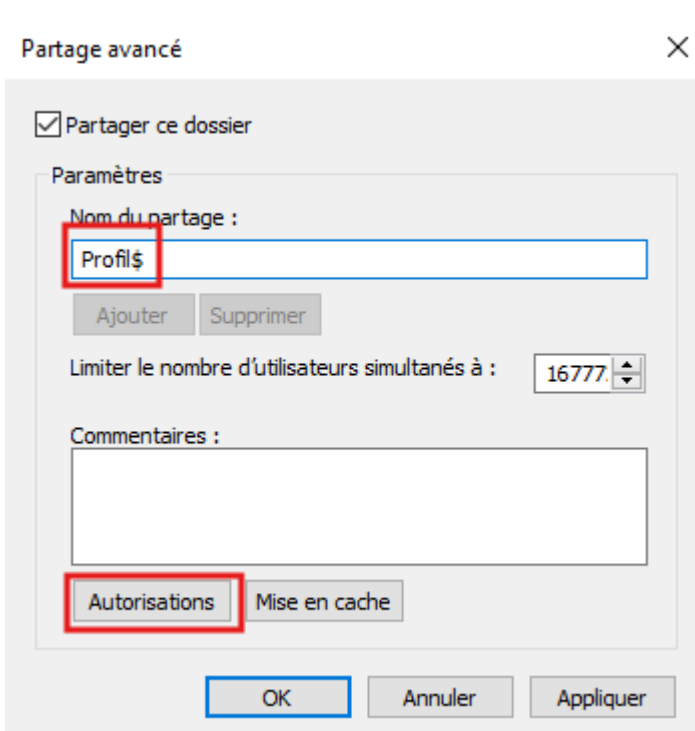 Partage avancé
Partager ce dossier
Paramètres
Nom du partage :
Profil$
Ajouter Supprimer
Limiter le nombre d'utilisateurs simultanés à : 16777
Commentaires :
Autorisations Mise en cache
OK Annuler Appliquer